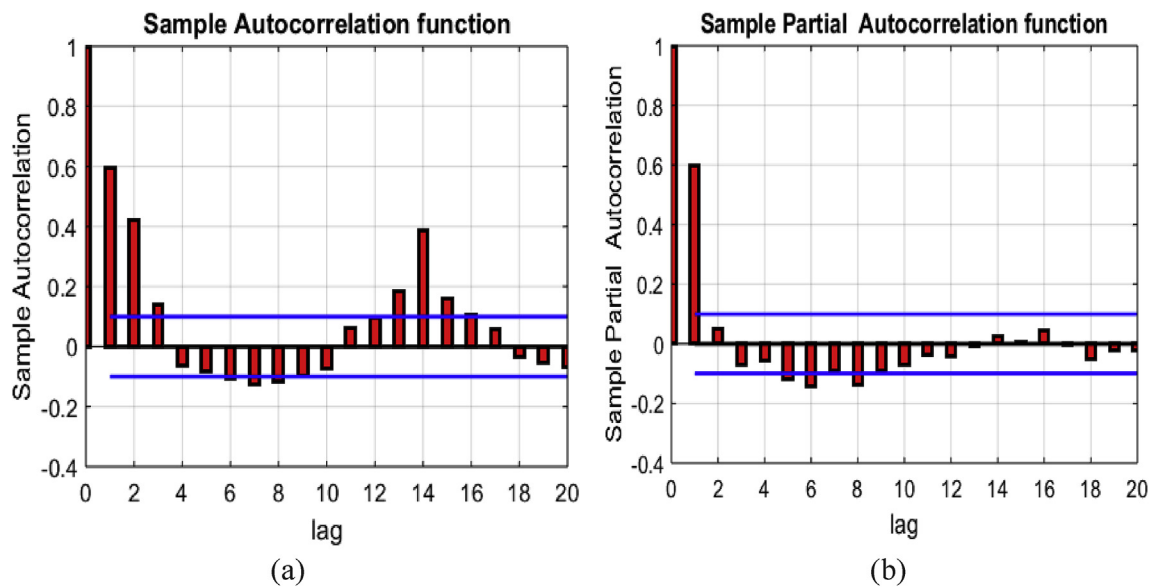 Sample Autocorrelation function
Sample Autocorrelation
1
0.8
0.6
0.4
0.2
0
-0.2
-0.4
0 2 4 6 8 10 12 14 16 18 20
lag
(a)
Sample Partial Autocorrelation function
Sample Partial Autocorrelation
1
0.8
0.6
0.4
0.2
0
-0.2
-0.4
0 2 4 6 8 10 12 14 16 18 20
lag
(b)